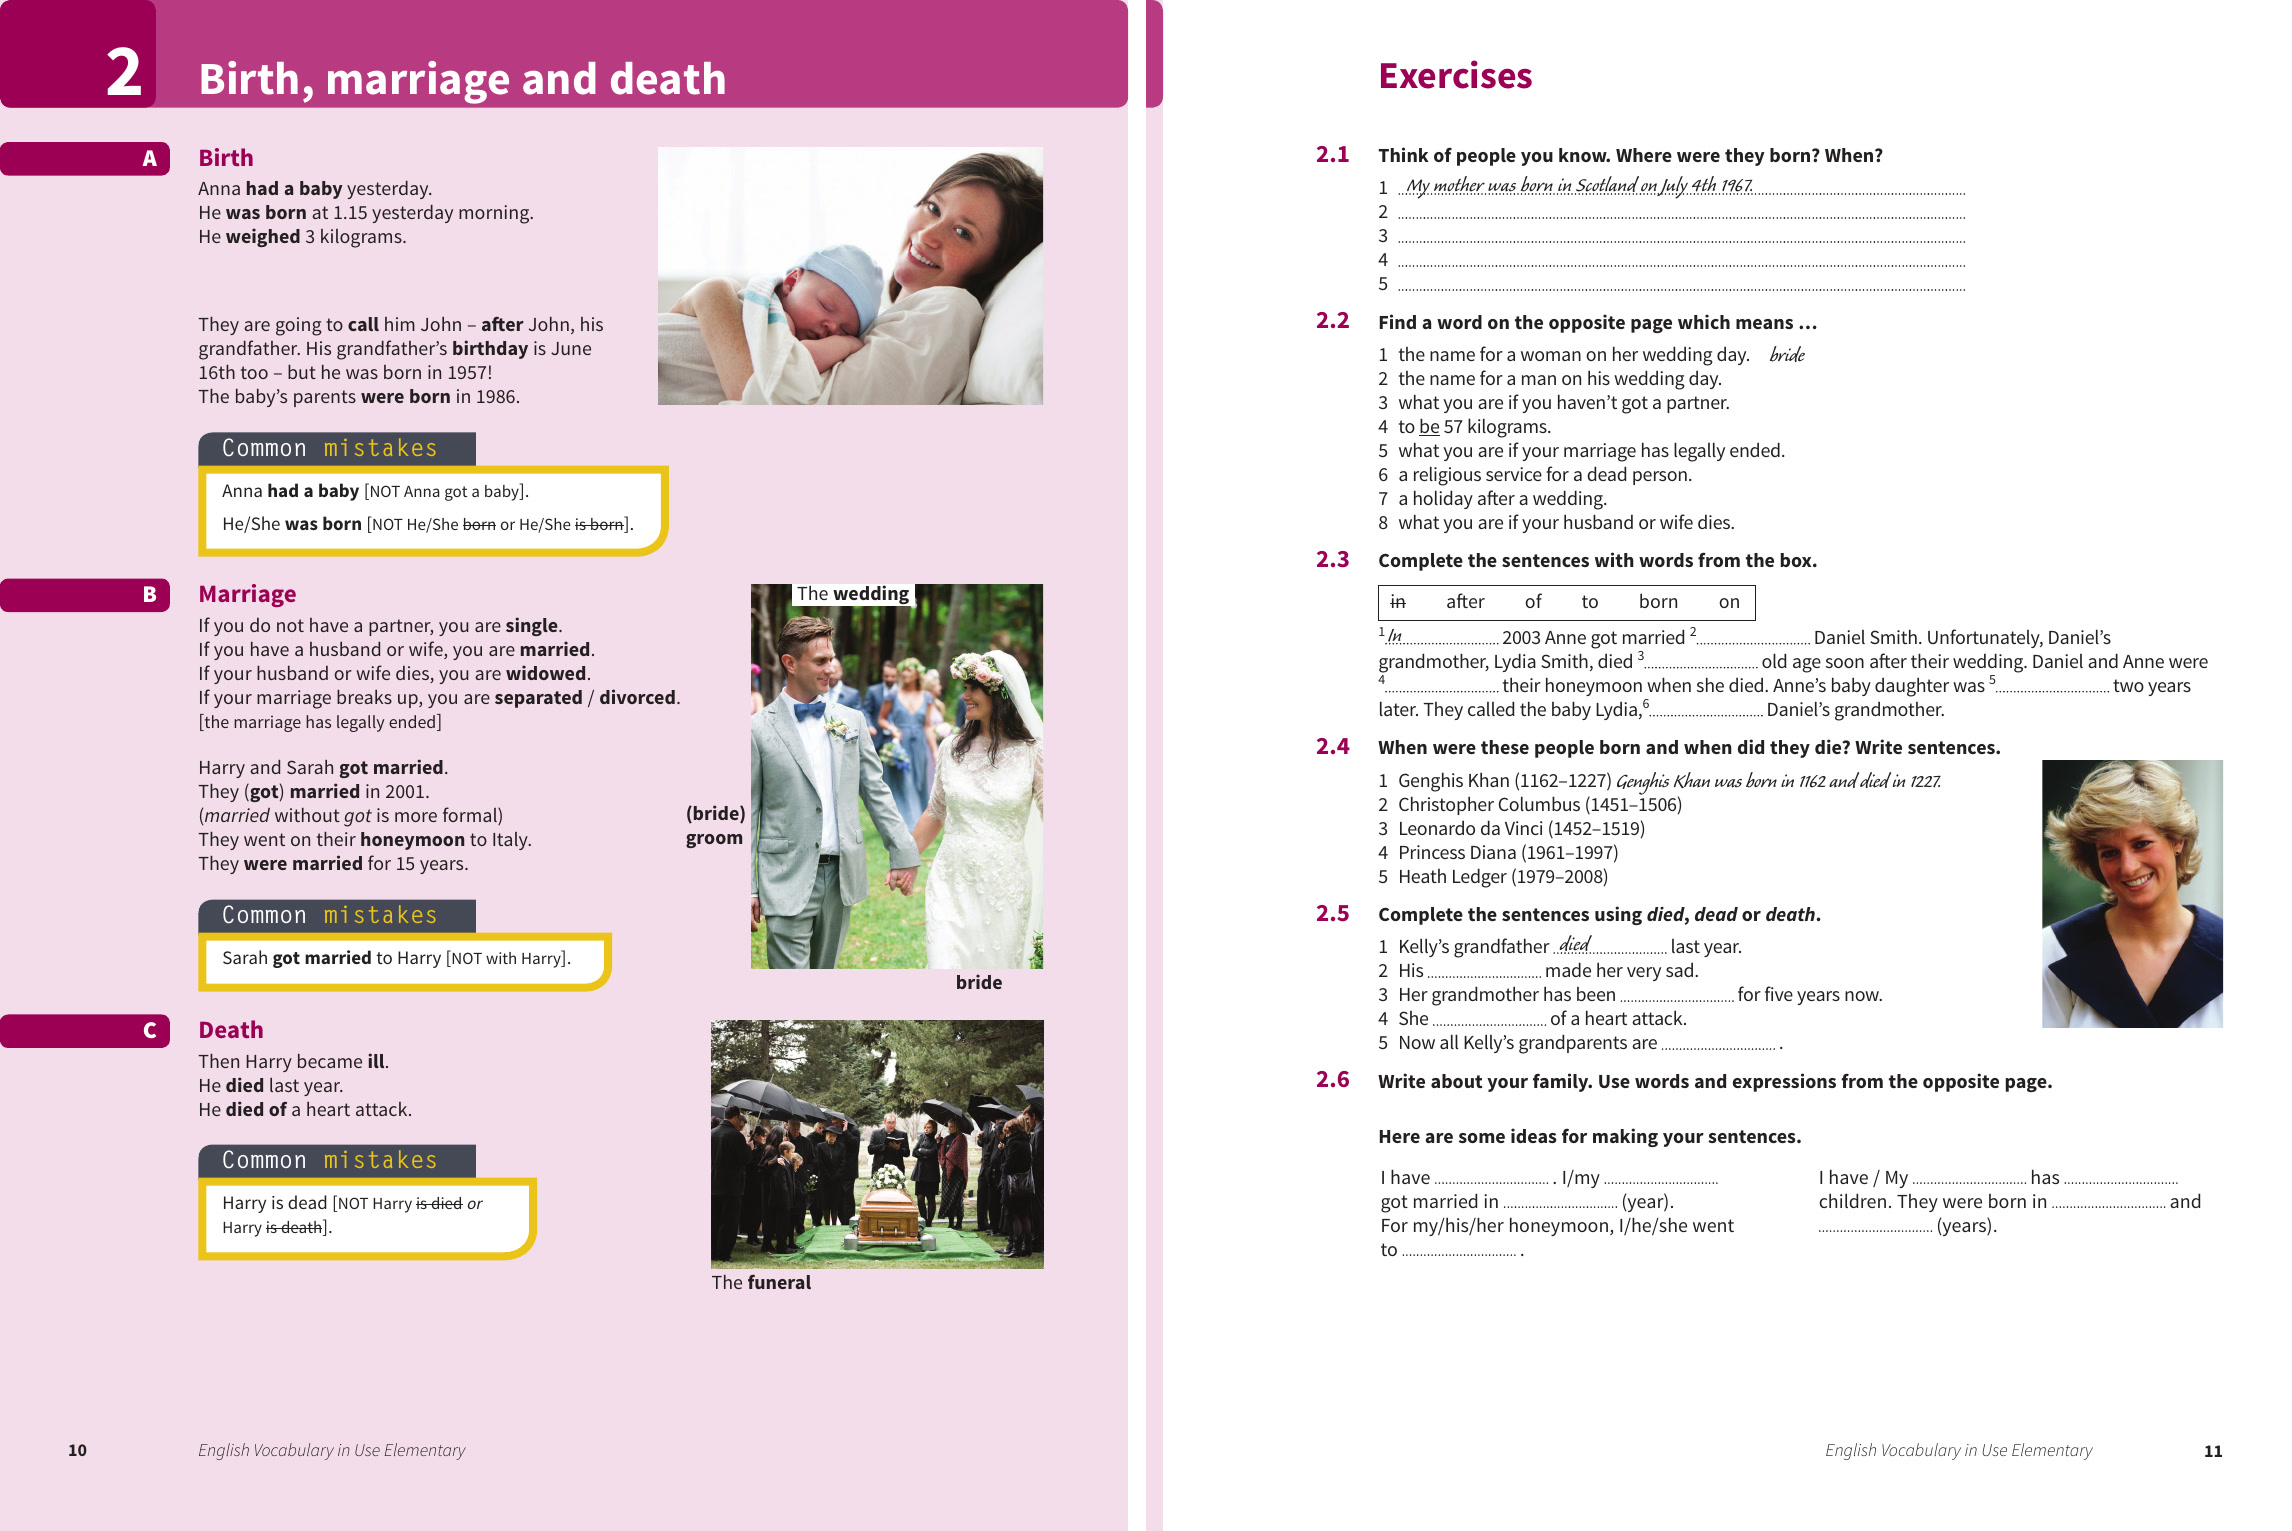 2
Birth, marriage and death
A
Birth
Anna had a baby yesterday.
He was born at 1.15 yesterday morning.
He weighed 3 kilograms.
They are going to call him John – after John, his
grandfather. His grandfather's birthday is June
16th too – but he was born in 1957!
The baby's parents were born in 1986.
Common mistakes
Anna had a baby [NOT Anna got a baby].
He/She was born [NOT He/She born or He/She is born].
B
Marriage
If you do not have a partner, you are single.
If you have a husband or wife, you are married.
If your husband or wife dies, you are widowed.
If your marriage breaks up, you are separated / divorced.
[the marriage has legally ended]
Harry and Sarah got married.
They (got) married in 2001.
(married without got is more formal)
They went on their honeymoon to Italy.
They were married for 15 years.
The wedding
(bride)
groom
bride
Common mistakes
Sarah got married to Harry [NOT with Harry].
C
Death
Then Harry became ill.
He died last year.
He died of a heart attack.
Common mistakes
Harry is dead [NOT Harry is died or
Harry is death].
The funeral
10
English Vocabulary in Use Elementary
Exercises
2.1 Think of people you know. Where were they born? When?
1 My mother was born in Scotland on July 4th 1967.
2
3
4
5
2.2 Find a word on the opposite page which means …
1 the name for a woman on her wedding day. bride
2 the name for a man on his wedding day.
3 what you are if you haven't got a partner.
4 to be 57 kilograms.
5 what you are if your marriage has legally ended.
6 a religious service for a dead person.
7 a holiday after a wedding.
8 what you are if your husband or wife dies.
2.3 Complete the sentences with words from the box.
in after of to born on
1 In 2003 Anne got married 2 Daniel Smith. Unfortunately, Daniel's
grandmother, Lydia Smith, died 3 old age soon after their wedding. Daniel and Anne were
4 their honeymoon when she died. Anne's baby daughter was 5 two years
later. They called the baby Lydia, 6 Daniel's grandmother.
2.4 When were these people born and when did they die? Write sentences.
1 Genghis Khan (1162–1227) Genghis Khan was born in 1162 and died in 1227.
2 Christopher Columbus (1451–1506)
3 Leonardo da Vinci (1452–1519)
4 Princess Diana (1961–1997)
5 Heath Ledger (1979–2008)
2.5 Complete the sentences using died, dead or death.
1 Kelly's grandfather died last year.
2 His made her very sad.
3 Her grandmother has been for five years now.
4 She of a heart attack.
5 Now all Kelly's grandparents are .
2.6 Write about your family. Use words and expressions from the opposite page.
Here are some ideas for making your sentences.
I have . I/my
got married in (year).
For my/his/her honeymoon, I/he/she went
to .
I have / My has
children. They were born in and
(years).
English Vocabulary in Use Elementary
11